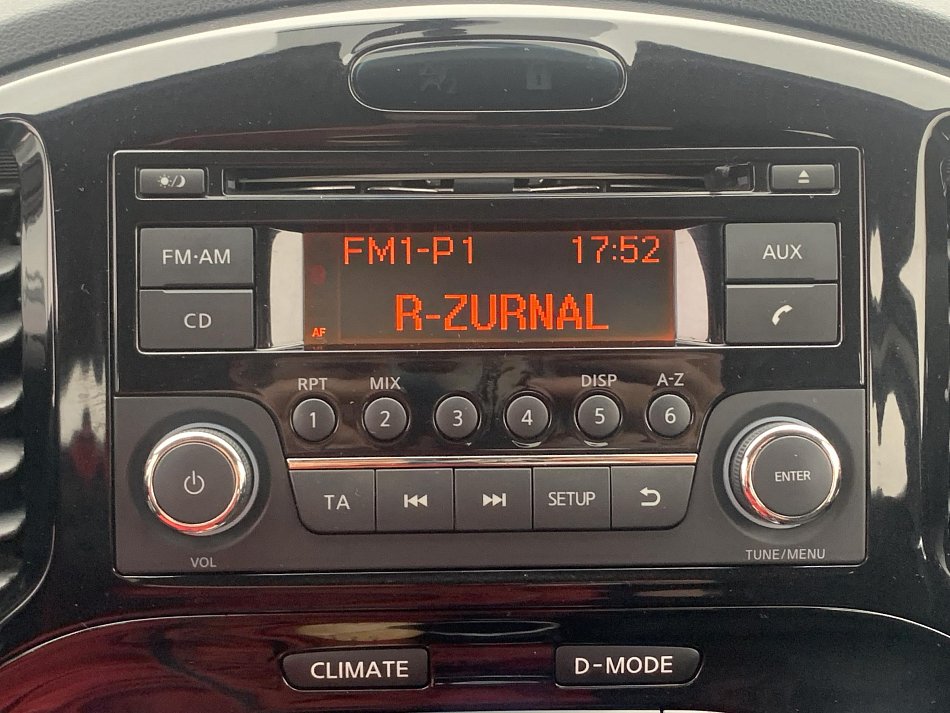 FM·AM
FM1-P1 17:52
AUX
CD
AF
R-ZURNAL
RPT MIX DISP A-Z
1 2 3 4 5 6
TA SETUP
ENTER
VOL
TUNE/MENU
CLIMATE
D-MODE